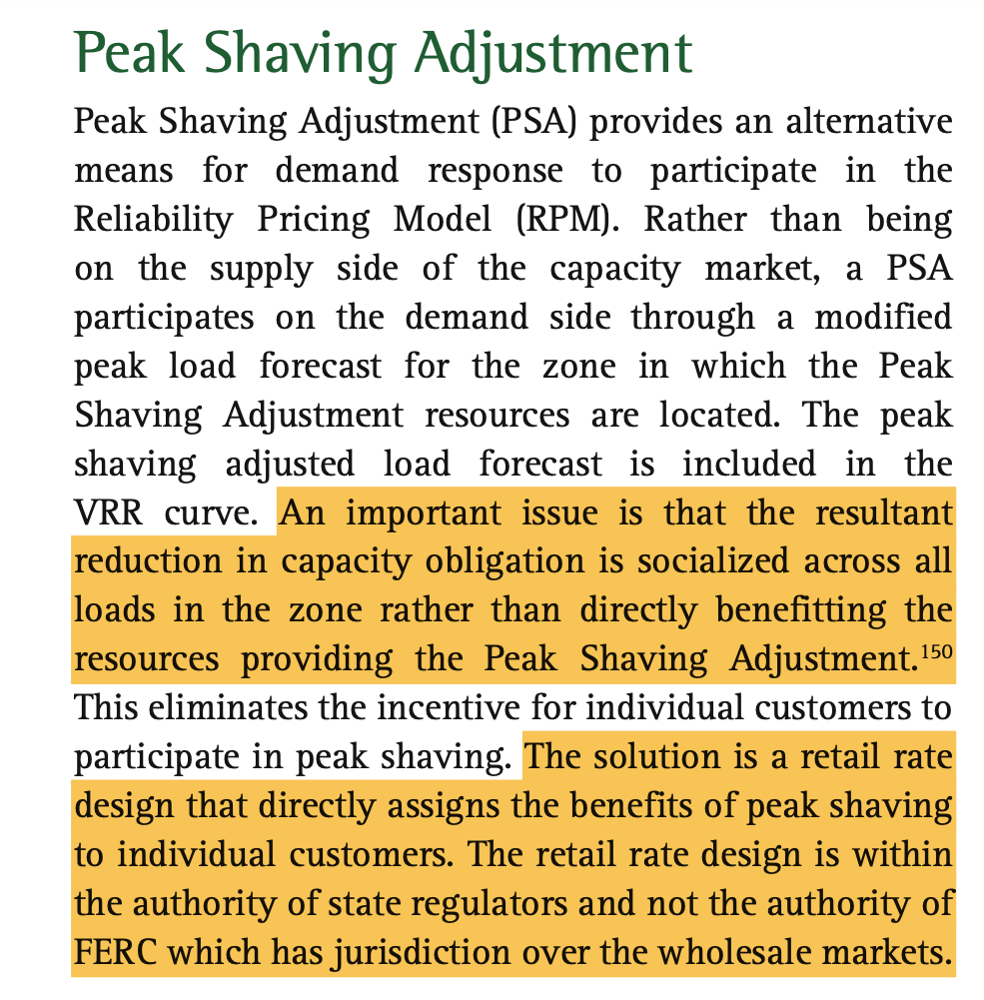 Peak Shaving Adjustment
Peak Shaving Adjustment (PSA) provides an alternative
means for demand response to participate in the
Reliability Pricing Model (RPM). Rather than being
on the supply side of the capacity market, a PSA
participates on the demand side through a modified
peak load forecast for the zone in which the Peak
Shaving Adjustment resources are located. The peak
shaving adjusted load forecast is included in the
VRR curve. An important issue is that the resultant
reduction in capacity obligation is socialized across all
loads in the zone rather than directly benefitting the
resources providing the Peak Shaving Adjustment.150
This eliminates the incentive for individual customers to
participate in peak shaving. The solution is a retail rate
design that directly assigns the benefits of peak shaving
to individual customers. The retail rate design is within
the authority of state regulators and not the authority of
FERC which has jurisdiction over the wholesale markets.